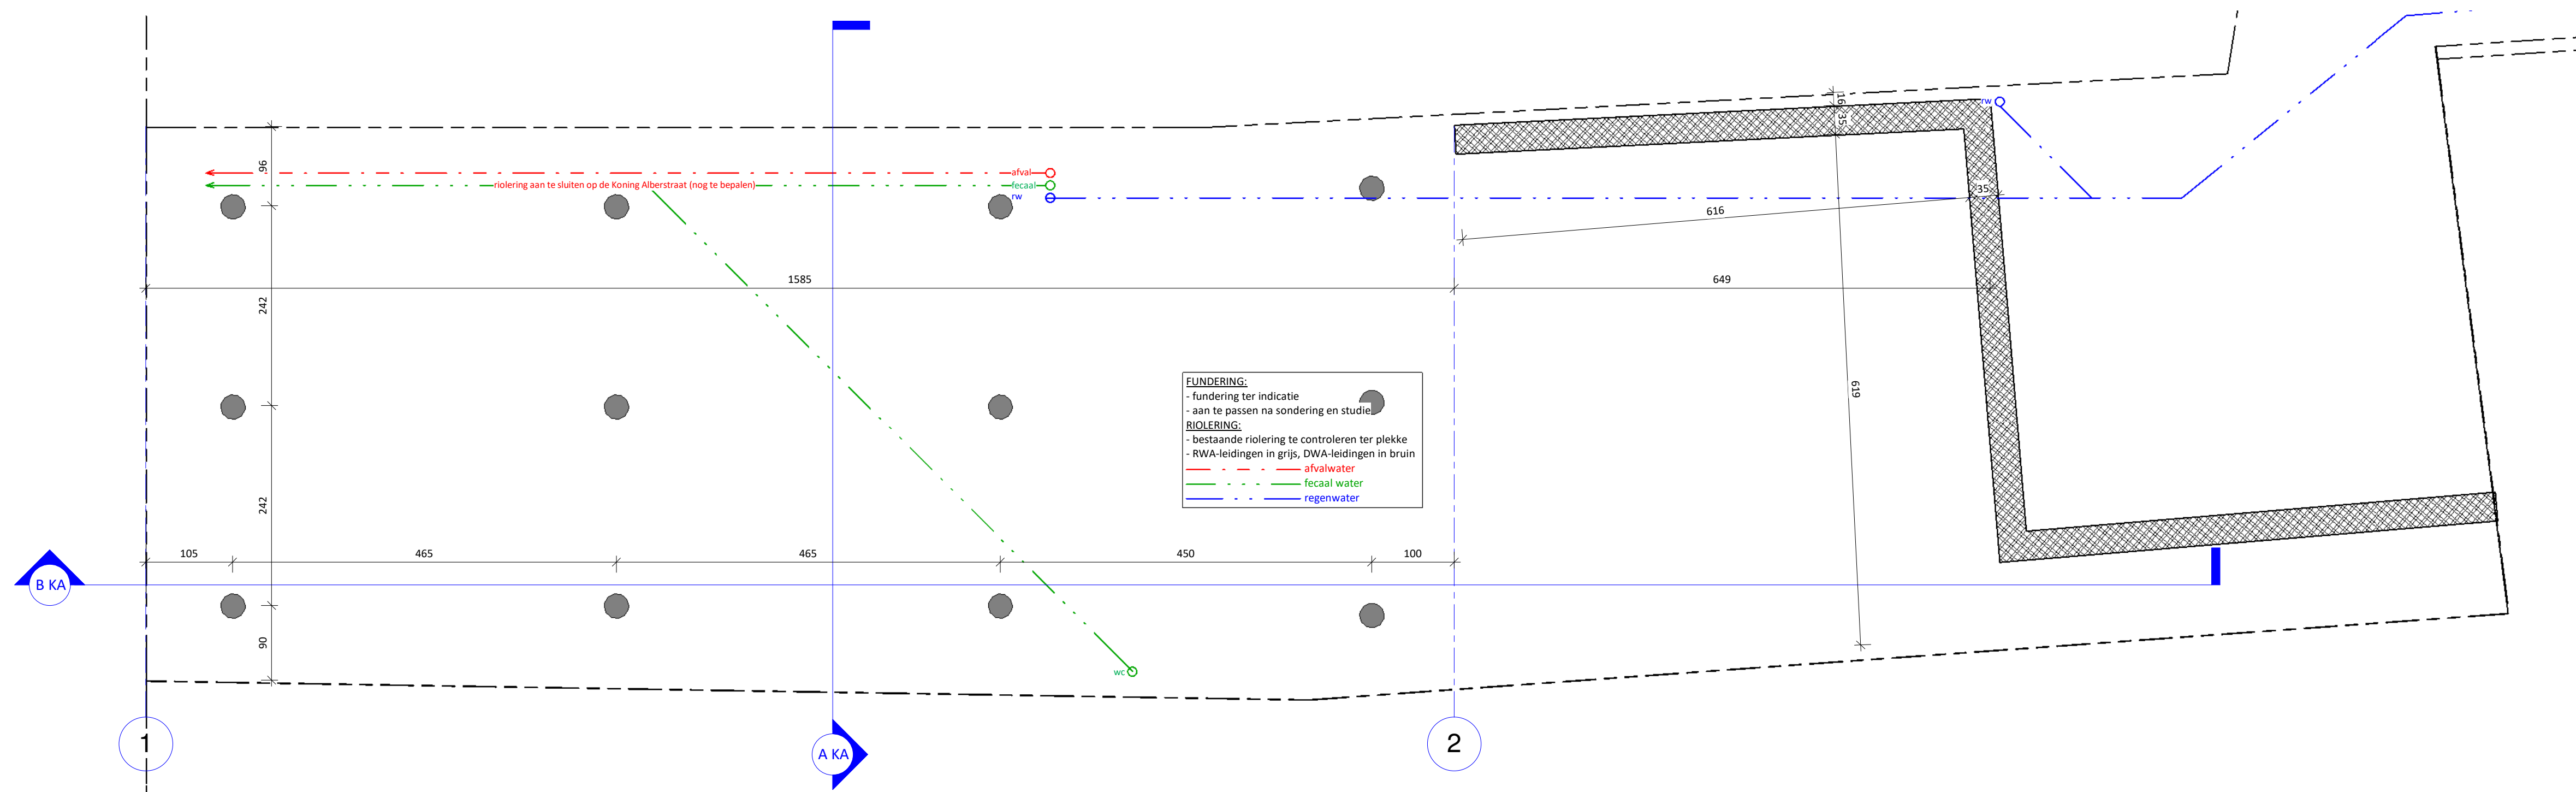 16
35
rw
96
afval
riolering aan te sluiten op de Koning Alberstraat (nog te bepalen)
fecaal
rw
35
616
1585
649
242
FUNDERING:
- fundering ter indicatie
- aan te passen na sondering en studie
RIOLERING:
- bestaande riolering te controleren ter plekke
- RWA-leidingen in grijs, DWA-leidingen in bruin
afvalwater
fecaal water
regenwater
619
242
105
465
465
450
100
B KA
90
wc
1
A KA
2